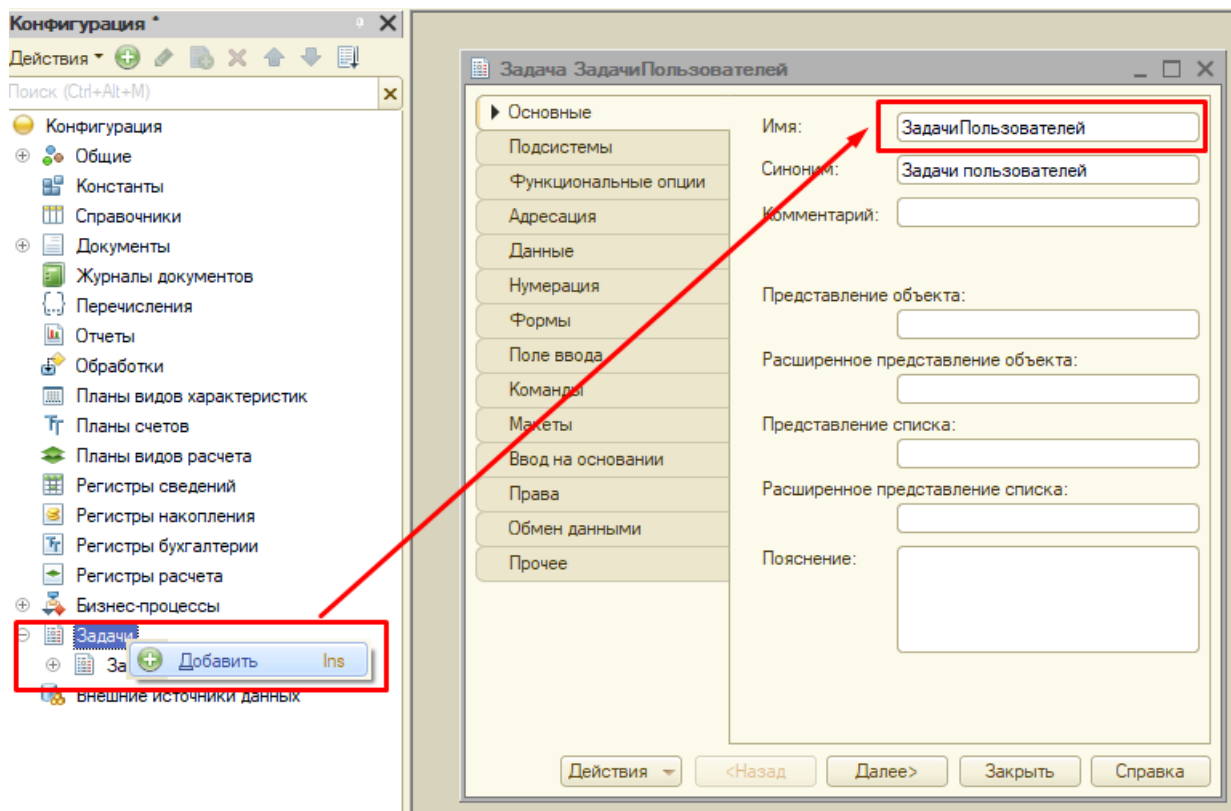 Конфигурация *
Действия
Поиск (Ctrl+Alt+M)
Конфигурация
Общие
Константы
Справочники
Документы
Журналы документов
Перечисления
Отчеты
Обработки
Планы видов характеристик
Планы счетов
Планы видов расчета
Регистры сведений
Регистры накопления
Регистры бухгалтерии
Регистры расчета
Бизнес-процессы
Задачи
За
Добавить Ins
Внешние источники данных
Задача ЗадачиПользователей
Основные
Подсистемы
Функциональные опции
Адресация
Данные
Нумерация
Формы
Поле ввода
Команды
Макеты
Ввод на основании
Права
Обмен данными
Прочее
Имя: ЗадачиПользователей
Синоним: Задачи пользователей
Комментарий:
Представление объекта:
Расширенное представление объекта:
Представление списка:
Расширенное представление списка:
Пояснение:
Действия <Назад Далее> Закрыть Справка